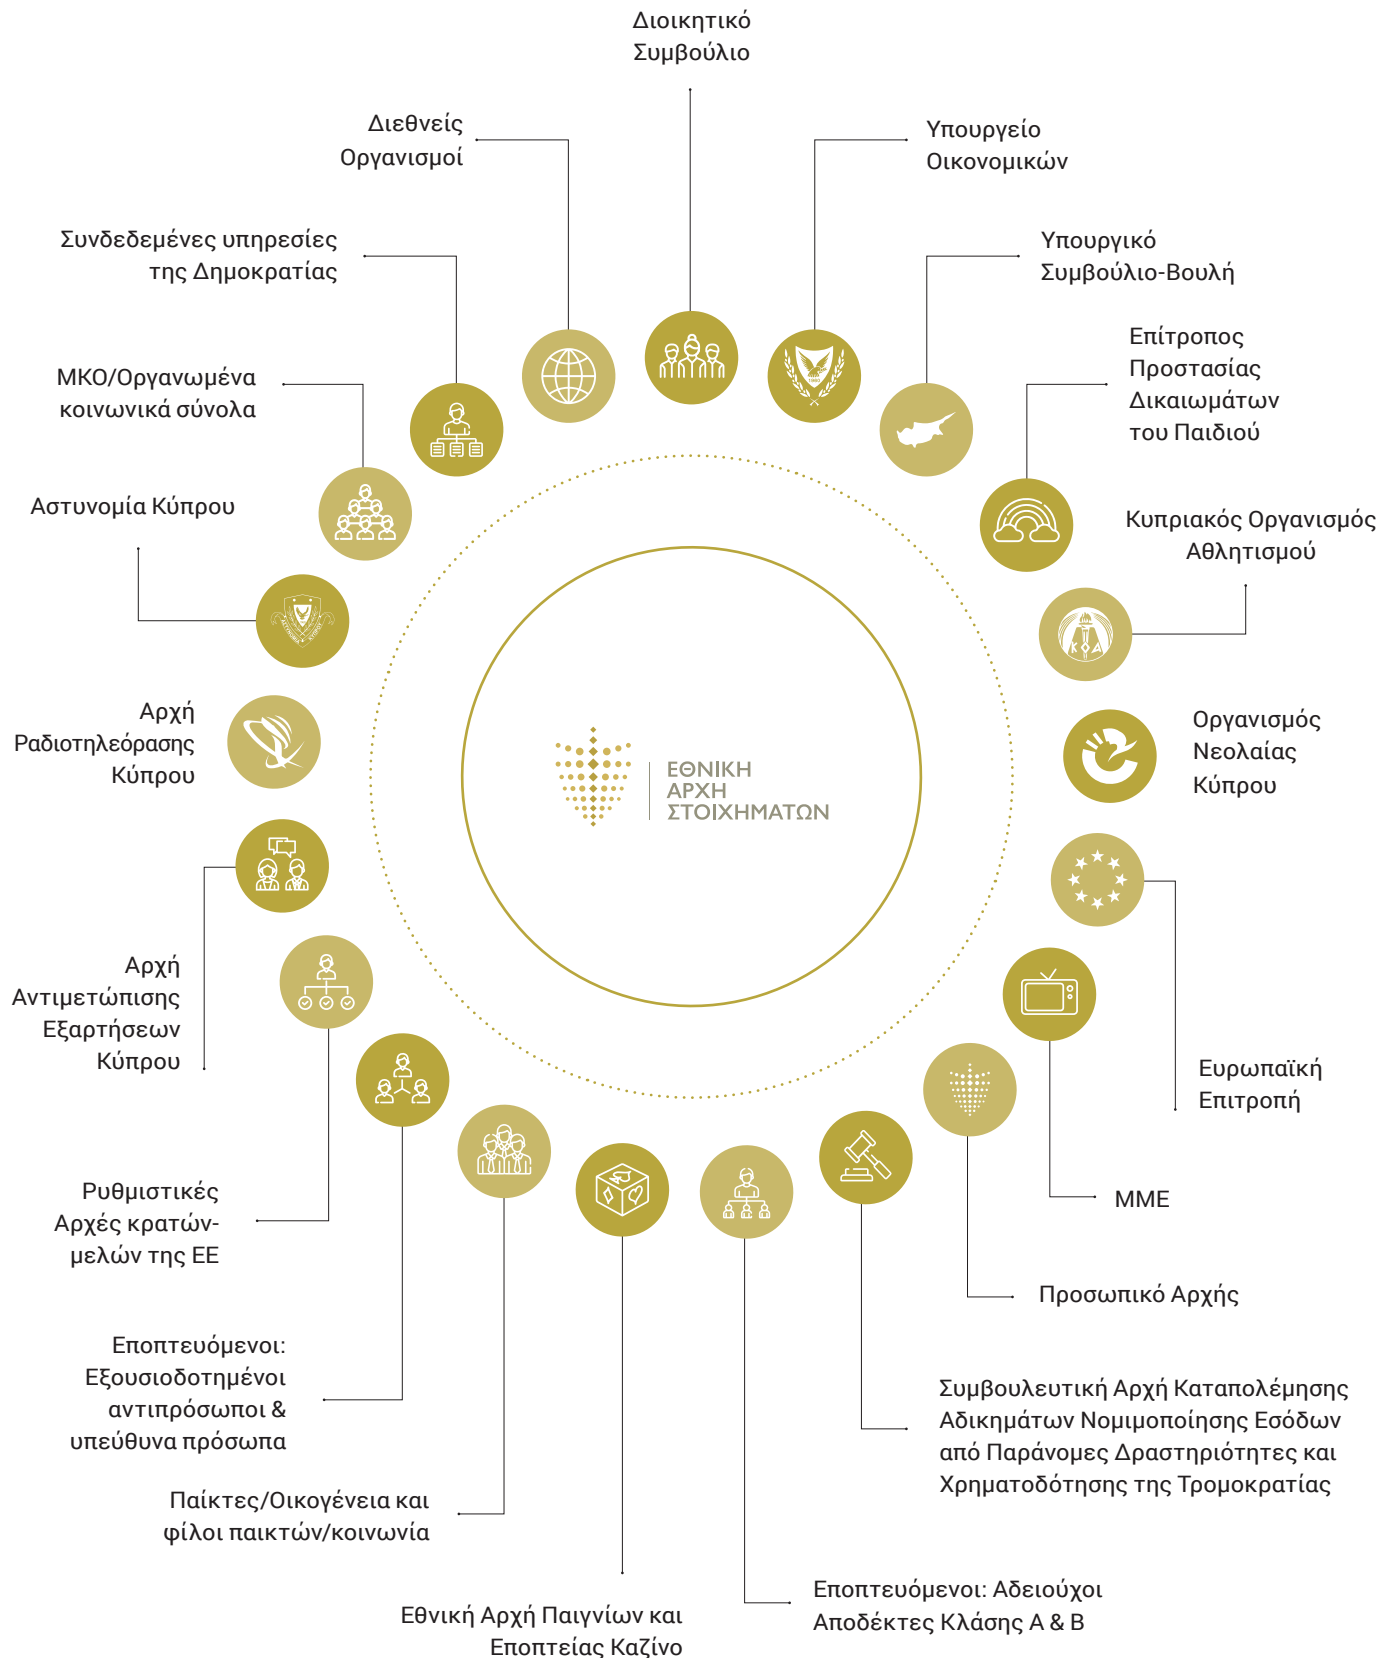 Διοικητικό
Συμβούλιο
Υπουργείο
Οικονομικών
Υπουργικό
Συμβούλιο-Βουλή
Επίτροπος
Προστασίας
Δικαιωμάτων
του Παιδιού
Κυπριακός Οργανισμός
Αθλητισμού
ΚΟΑ
Οργανισμός
Νεολαίας
Κύπρου
Ευρωπαϊκή
Επιτροπή
ΜΜΕ
Προσωπικό Αρχής
Συμβουλευτική Αρχή Καταπολέμησης
Αδικημάτων Νομιμοποίησης Εσόδων
από Παράνομες Δραστηριότητες και
Χρηματοδότησης της Τρομοκρατίας
Εποπτευόμενοι: Αδειούχοι
Αποδέκτες Κλάσης Α & Β
Εθνική Αρχή Παιγνίων και
Εποπτείας Καζίνο
Παίκτες/Οικογένεια και
φίλοι παικτών/κοινωνία
Εποπτευόμενοι:
Εξουσιοδοτημένοι
αντιπρόσωποι &
υπεύθυνα πρόσωπα
Ρυθμιστικές
Αρχές κρατών-
μελών της ΕΕ
Αρχή
Αντιμετώπισης
Εξαρτήσεων
Κύπρου
Αρχή
Ραδιοτηλεόρασης
Κύπρου
Αστυνομία Κύπρου
ΑΣΤΥΝΟΜΙΑ ΚΥΠΡΟΥ
ΜΚΟ/Οργανωμένα
κοινωνικά σύνολα
Συνδεδεμένες υπηρεσίες
της Δημοκρατίας
Διεθνείς
Οργανισμοί
ΕΘΝΙΚΗ
ΑΡΧΗ
ΣΤΟΙΧΗΜΑΤΩΝ